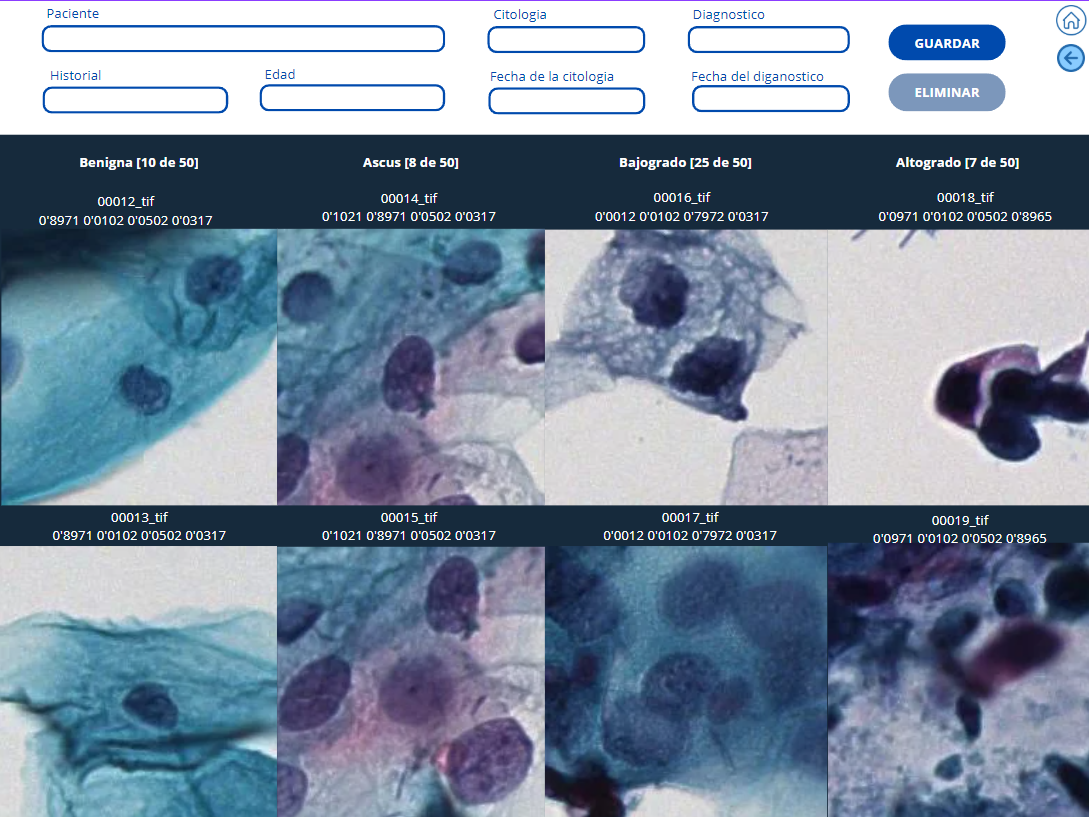 Paciente
Citologia
Diagnostico
GUARDAR
Historial
Edad
Fecha de la citologia
Fecha del diganostico
ELIMINAR
Benigna [10 de 50]
Ascus [8 de 50]
Bajogrado [25 de 50]
Altogrado [7 de 50]
00012_tif
0'8971 0'0102 0'0502 0'0317
00014_tif
0'1021 0'8971 0'0502 0'0317
00016_tif
0'0012 0'0102 0'7972 0'0317
00018_tif
0'0971 0'0102 0'0502 0'8965
00013_tif
0'8971 0'0102 0'0502 0'0317
00015_tif
0'1021 0'8971 0'0502 0'0317
00017_tif
0'0012 0'0102 0'7972 0'0317
00019_tif
0'0971 0'0102 0'0502 0'8965